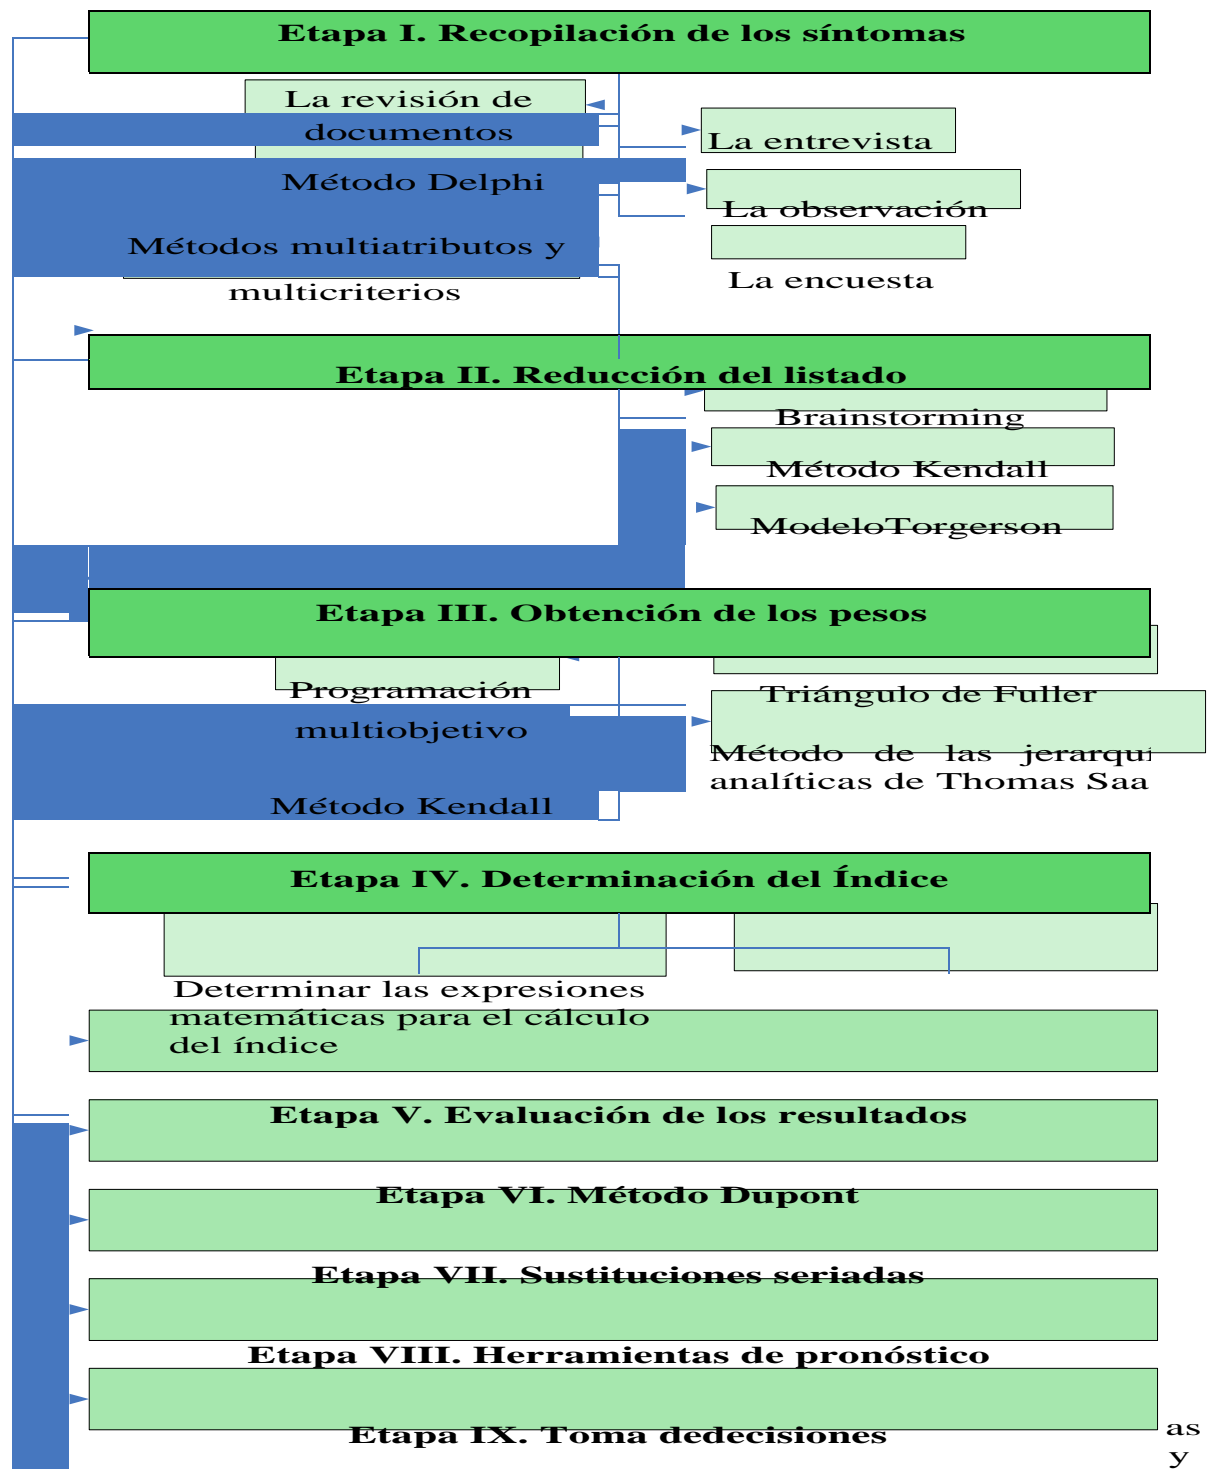 Etapa I. Recopilación de los síntomas
La revisión de
documentos
La entrevista
Método Delphi
La observación
Métodos multiatributos y
multicriterios
La encuesta
Etapa II. Reducción del listado
Brainstorming
Método Kendall
ModeloTorgerson
Etapa III. Obtención de los pesos
Programación
multiobjetivo
Triángulo de Fuller
Método de las jerarquí
analíticas de Thomas Saa
Método Kendall
Etapa IV. Determinación del Índice
Determinar las expresiones
matemáticas para el cálculo
del índice
Etapa V. Evaluación de los resultados
Etapa VI. Método Dupont
Etapa VII. Sustituciones seriadas
Etapa VIII. Herramientas de pronóstico
Etapa IX. Toma dedecisiones
as
y